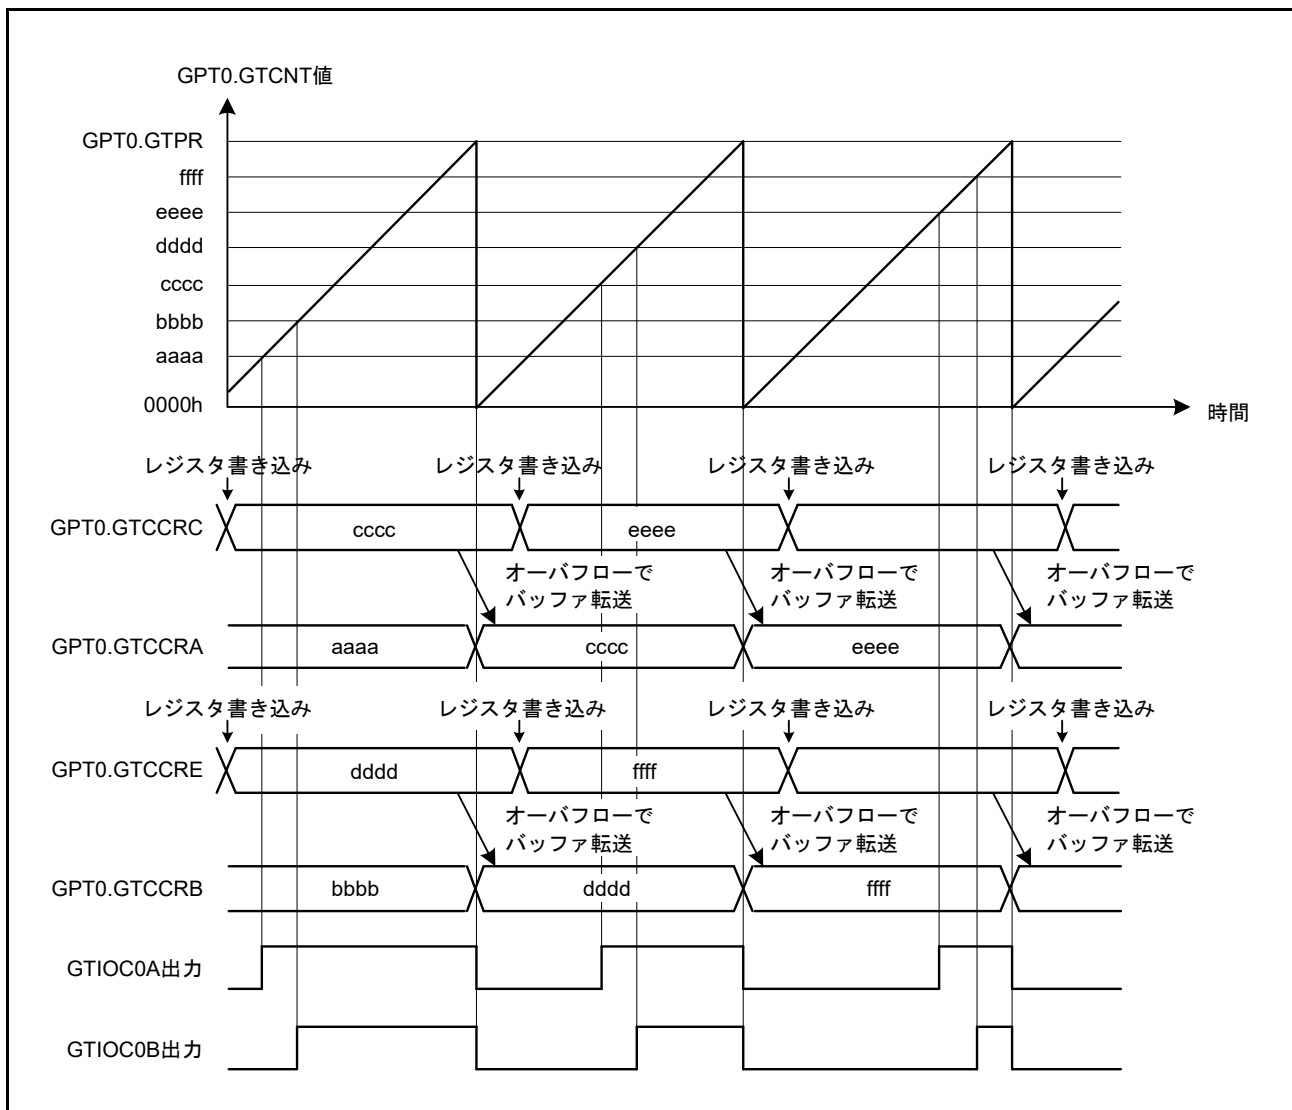 GPT0.GTCNT値
GPT0.GTPR
ffff
eeee
dddd
cccc
bbbb
aaaa
0000h
時間
レジスタ書き込み レジスタ書き込み レジスタ書き込み レジスタ書き込み
GPT0.GTCCRC cccc eeee
オーバフローで オーバフローで オーバフローで
バッファ転送 バッファ転送 バッファ転送
GPT0.GTCCRA aaaa cccc eeee
レジスタ書き込み レジスタ書き込み レジスタ書き込み レジスタ書き込み
GPT0.GTCCRE dddd ffff
オーバフローで オーバフローで オーバフローで
バッファ転送 バッファ転送 バッファ転送
GPT0.GTCCRB bbbb dddd ffff
GTIOC0A出力
GTIOC0B出力